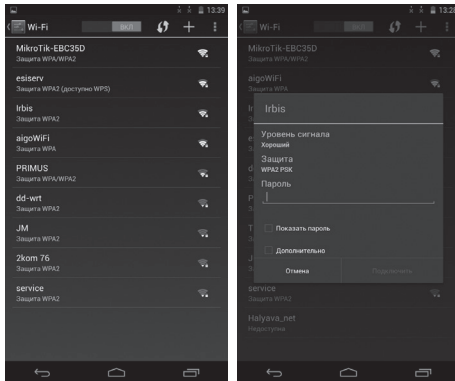 13:39
Wi-Fi
ВКЛ
MikroTik-EBC35D
Защита WPA/WPA2
esiserv
Защита WPA2 (доступно WPS)
Irbis
Защита WPA2
aigoWiFi
Защита WPA
PRIMUS
Защита WPA/WPA2
dd-wrt
Защита WPA2
JM
Защита WPA2
2kom 76
Защита WPA2
service
Защита WPA2
13:28
Wi-Fi
ВКЛ
MikroTik-EBC35D
Защита WPA/WPA2
aigoWiFi
Защита WPA
Irbis
Уровень сигнала
Хороший
Защита
WPA2 PSK
Пароль
Показать пароль
Дополнительно
Отмена
Подключить
service
Защита WPA2
Halyava_net
Недоступна